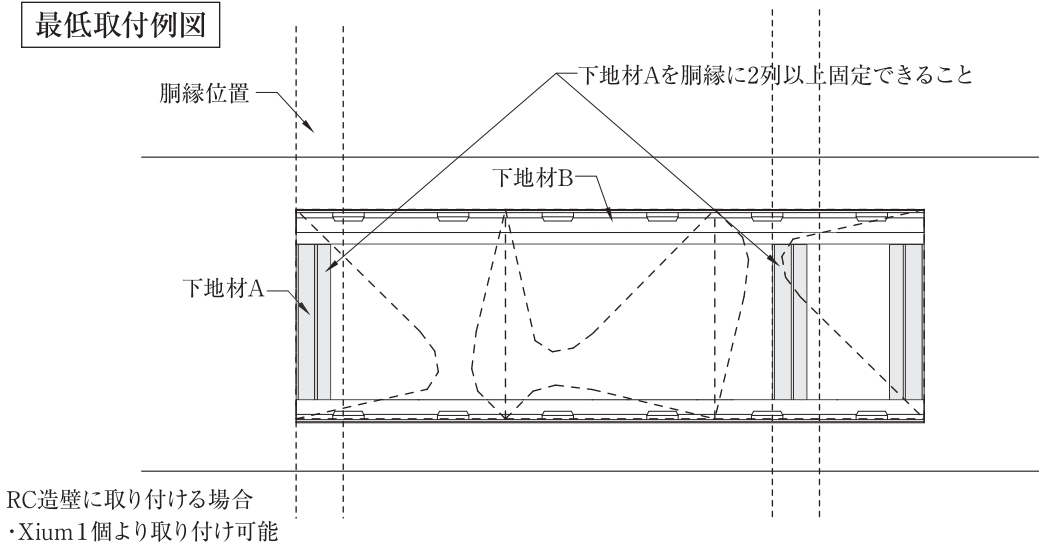 最低取付例図
下地材Aを胴縁に2列以上固定できること
胴縁位置
下地材B
下地材A
RC造壁に取り付ける場合
・Xium1個より取り付け可能